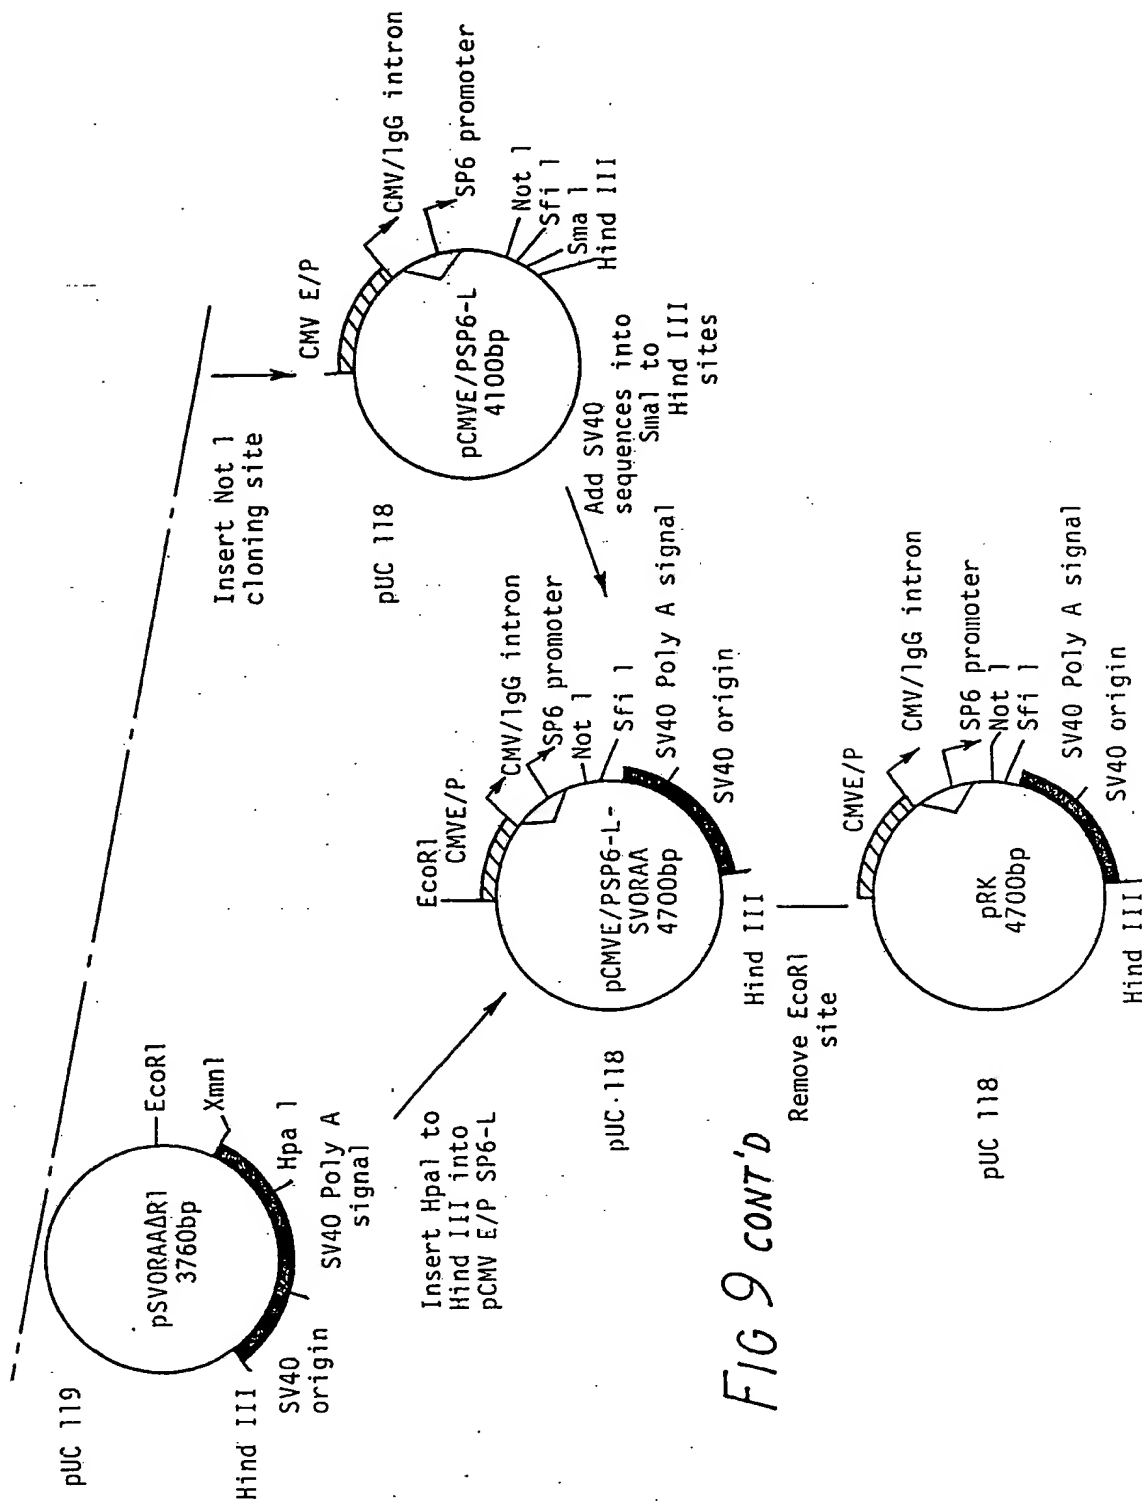 pUC 119
pSVORAAΔR1
3760bp
EcoR1
Xmn1
Hpa 1
SV40 Poly A
signal
SV40
origin
Hind III
Insert Hpa1 to
Hind III into
pCMV E/P SP6-L
Insert Not 1
cloning site
pUC 118
CMV E/P
CMV/1gG intron
SP6 promoter
pCMVE/PSP6-L
4100bp
Not 1
Sfi 1
Sma 1
Hind III
Add SV40
sequences into
Sma1 to
Hind III
sites
EcoR1
CMVE/P
CMV/1gG intron
SP6 promoter
Not 1
Sfi 1
SV40 Poly A signal
SV40 origin
pCMVE/PSP6-L-
SVORAA
4700bp
Hind III
pUC·118
Remove EcoR1
site
CMVE/P
CMV/1gG intron
SP6 promoter
Not 1
Sfi 1
SV40 Poly A signal
SV40 origin
pRK
4700bp
Hind III
pUC 118
FIG 9 CONT'D